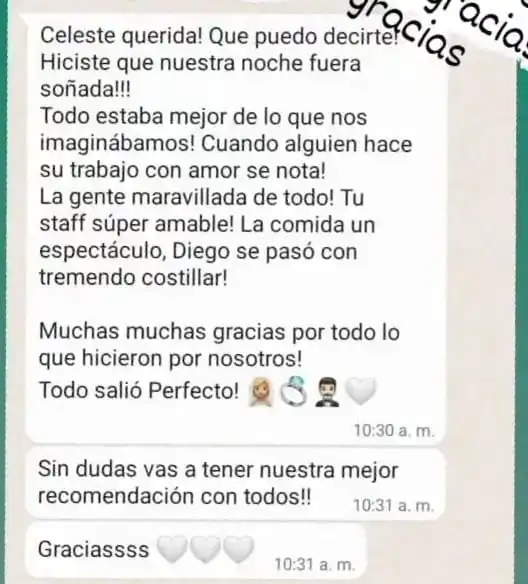 gracias
gracias
Celeste querida! Que puedo decirte!
Hiciste que nuestra noche fuera
soñada!!!
Todo estaba mejor de lo que nos
imaginábamos! Cuando alguien hace
su trabajo con amor se nota!
La gente maravillada de todo! Tu
staff súper amable! La comida un
espectáculo, Diego se pasó con
tremendo costillar!
Muchas muchas gracias por todo lo
que hicieron por nosotros!
Todo salió Perfecto! 👰🏼💍🤵🏻🤍
10:30 a. m.
Sin dudas vas a tener nuestra mejor
recomendación con todos!!
10:31 a. m.
Graciassss 🤍🤍🤍
10:31 a. m.